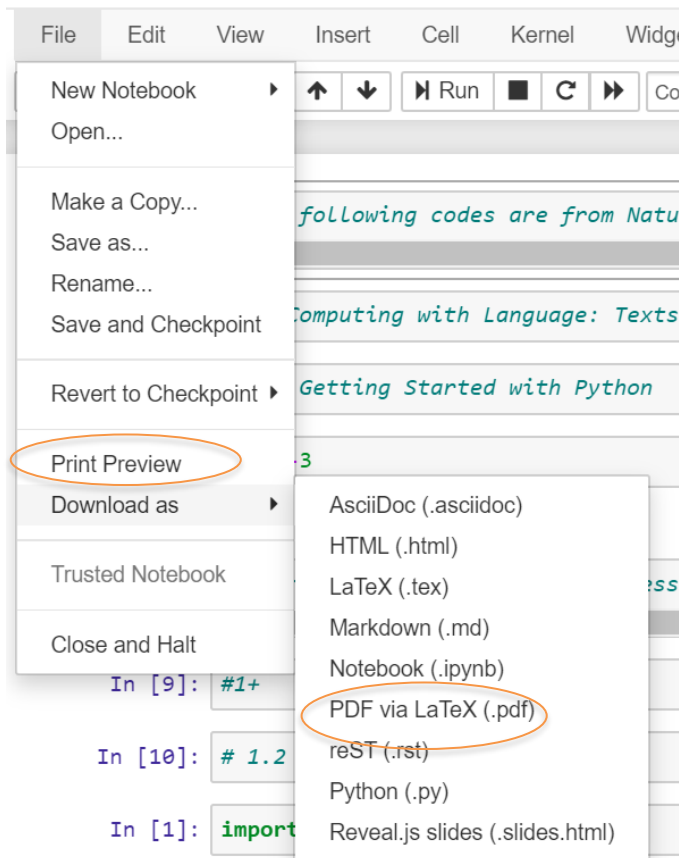 File Edit View Insert Cell Kernel Widge
New Notebook Run Co
Open...
Make a Copy...
following codes are from Natu
Save as...
Rename...
Save and Checkpoint
Computing with Language: Texts
Revert to Checkpoint
Getting Started with Python
Print Preview
-3
Download as
AsciiDoc (.asciidoc)
HTML (.html)
Trusted Notebook
LaTeX (.tex)
ess
Markdown (.md)
Close and Halt
Notebook (.ipynb)
In [9]: #1+
PDF via LaTeX (.pdf)
In [10]: # 1.2
reST (.rst)
Python (.py)
In [1]: import
Reveal.js slides (.slides.html)